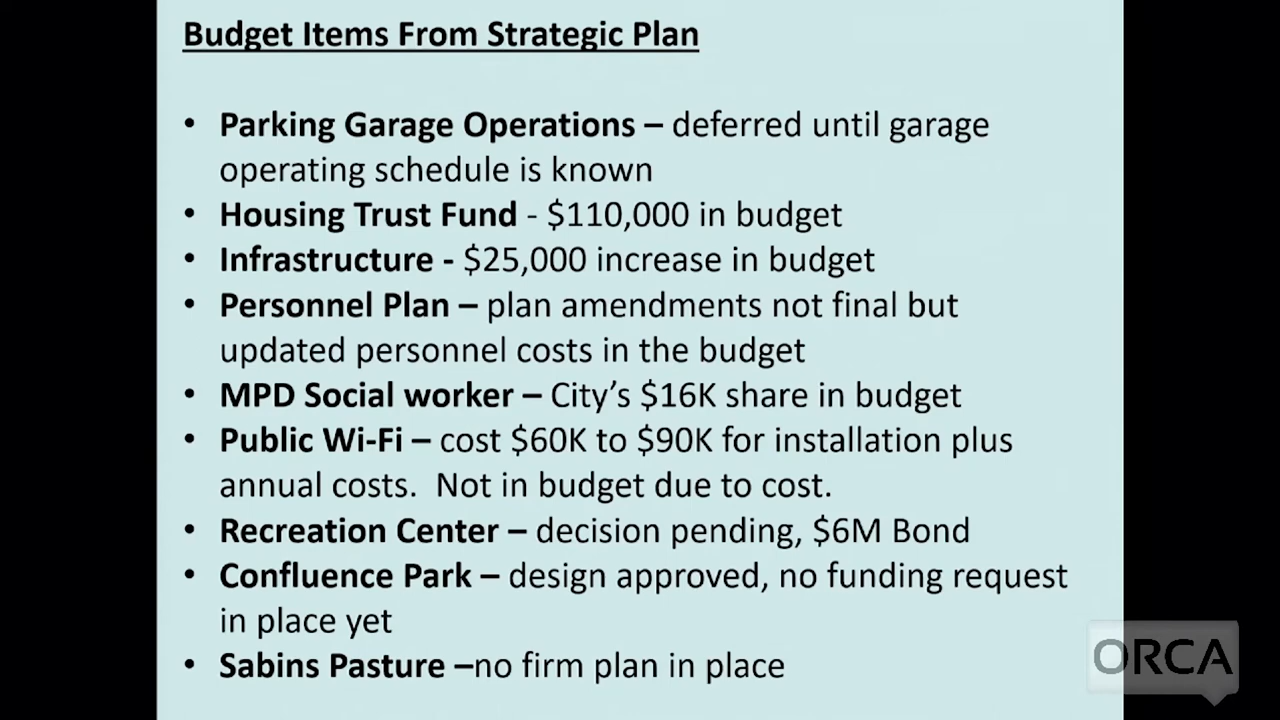 Budget Items From Strategic Plan
• Parking Garage Operations – deferred until garage
operating schedule is known
• Housing Trust Fund - $110,000 in budget
• Infrastructure - $25,000 increase in budget
• Personnel Plan – plan amendments not final but
updated personnel costs in the budget
• MPD Social worker – City’s $16K share in budget
• Public Wi-Fi – cost $60K to $90K for installation plus
annual costs.  Not in budget due to cost.
• Recreation Center – decision pending, $6M Bond
• Confluence Park – design approved, no funding request
in place yet
• Sabins Pasture –no firm plan in place
ORCA